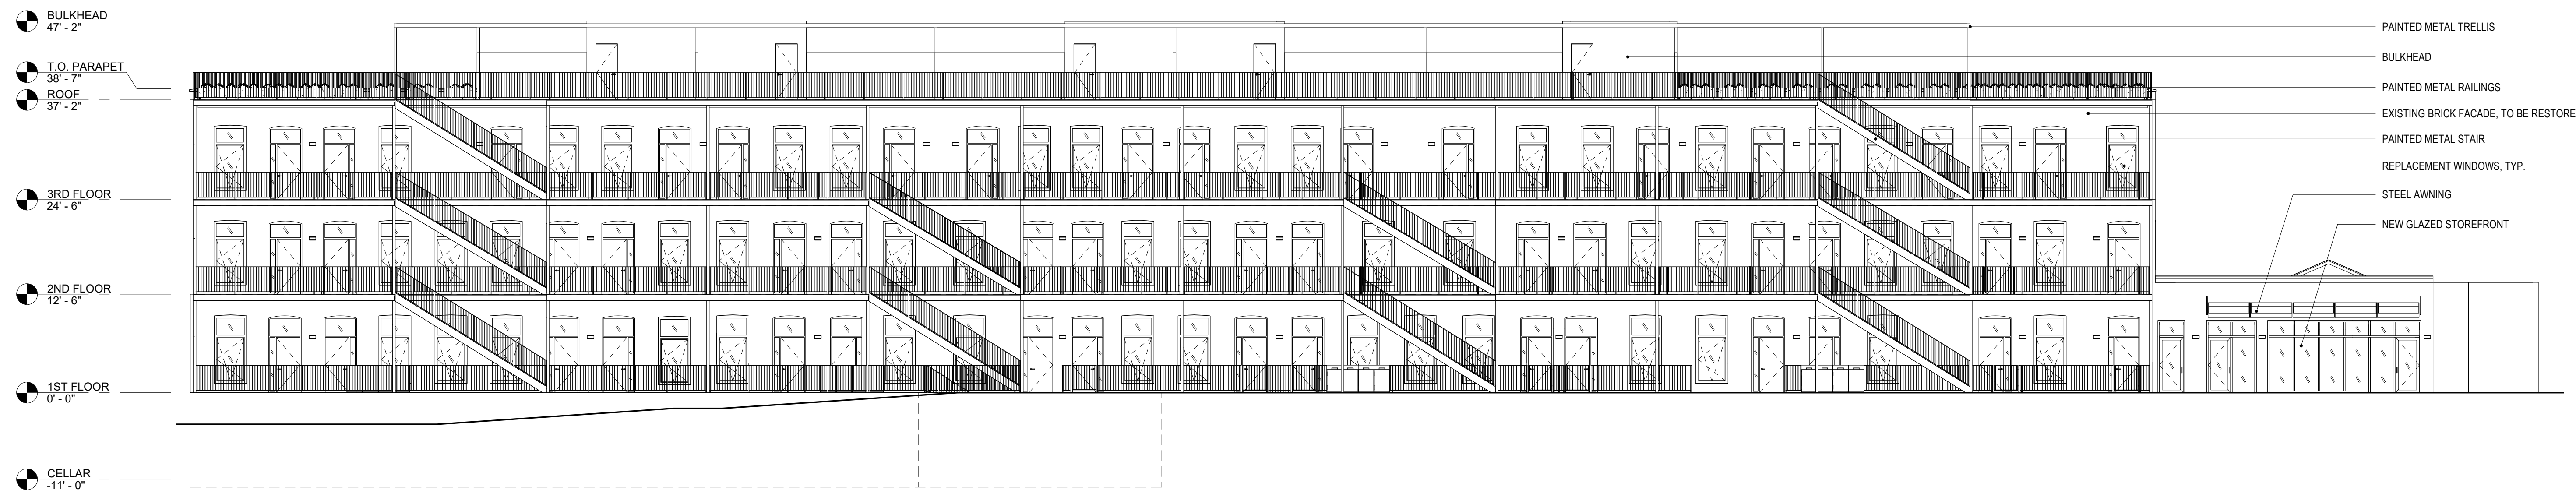 BULKHEAD
47' - 2"
T.O. PARAPET
38' - 7"
ROOF
37' - 2"
3RD FLOOR
24' - 6"
2ND FLOOR
12' - 6"
1ST FLOOR
0' - 0"
CELLAR
-11' - 0"
PAINTED METAL TRELLIS
BULKHEAD
PAINTED METAL RAILINGS
EXISTING BRICK FACADE, TO BE RESTORE
PAINTED METAL STAIR
REPLACEMENT WINDOWS, TYP.
STEEL AWNING
NEW GLAZED STOREFRONT